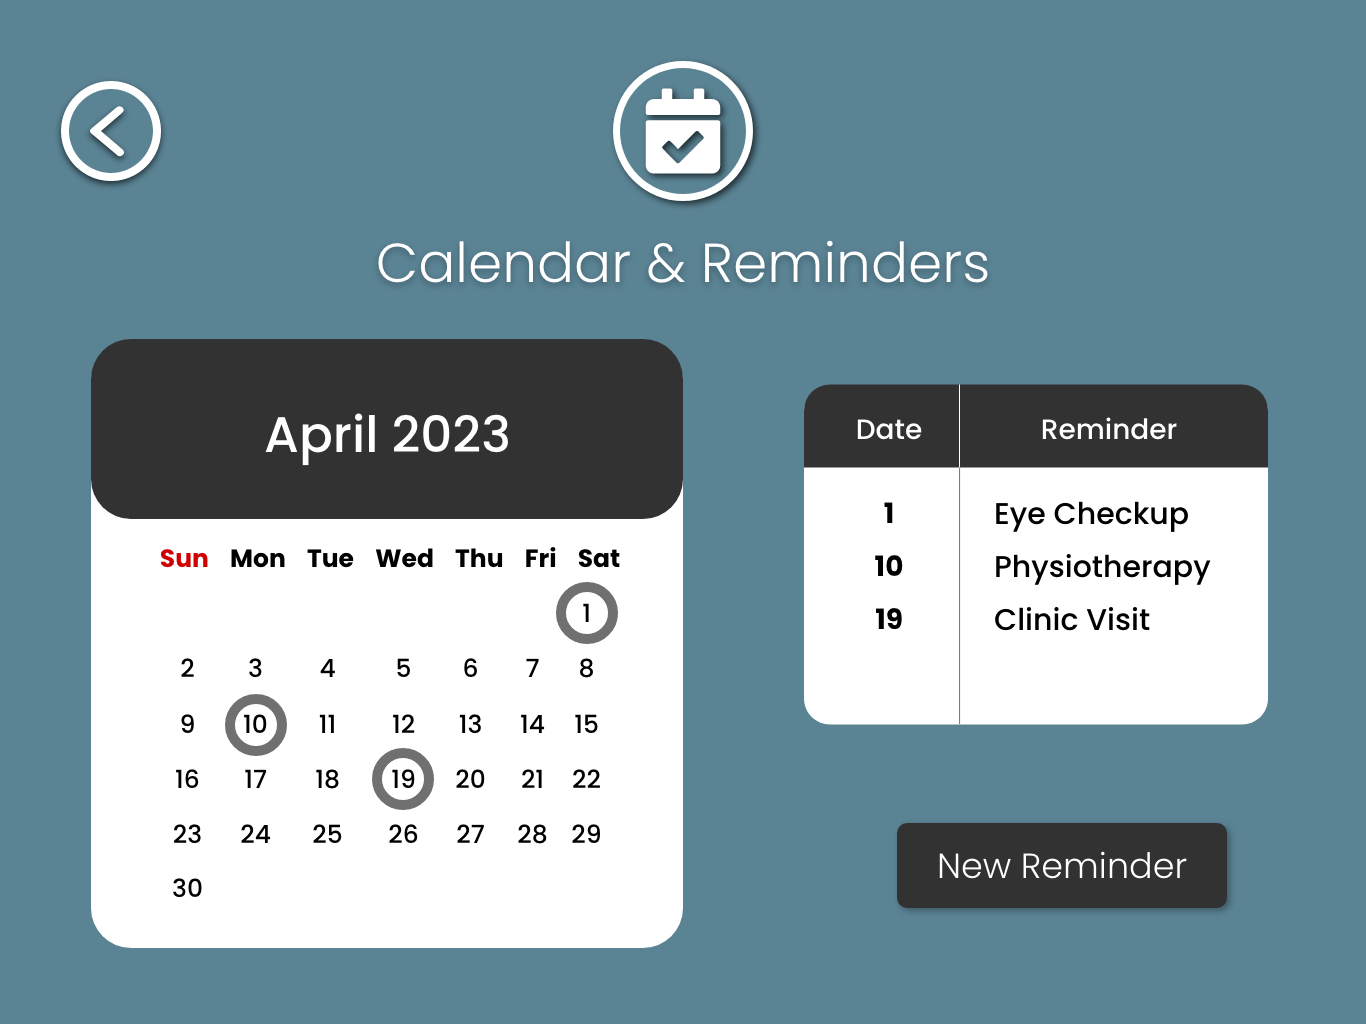 Calendar & Reminders
April 2023
Sun Mon Tue Wed Thu Fri Sat
1
2 3 4 5 6 7 8
9 10 11 12 13 14 15
16 17 18 19 20 21 22
23 24 25 26 27 28 29
30
Date Reminder
1 Eye Checkup
10 Physiotherapy
19 Clinic Visit
New Reminder